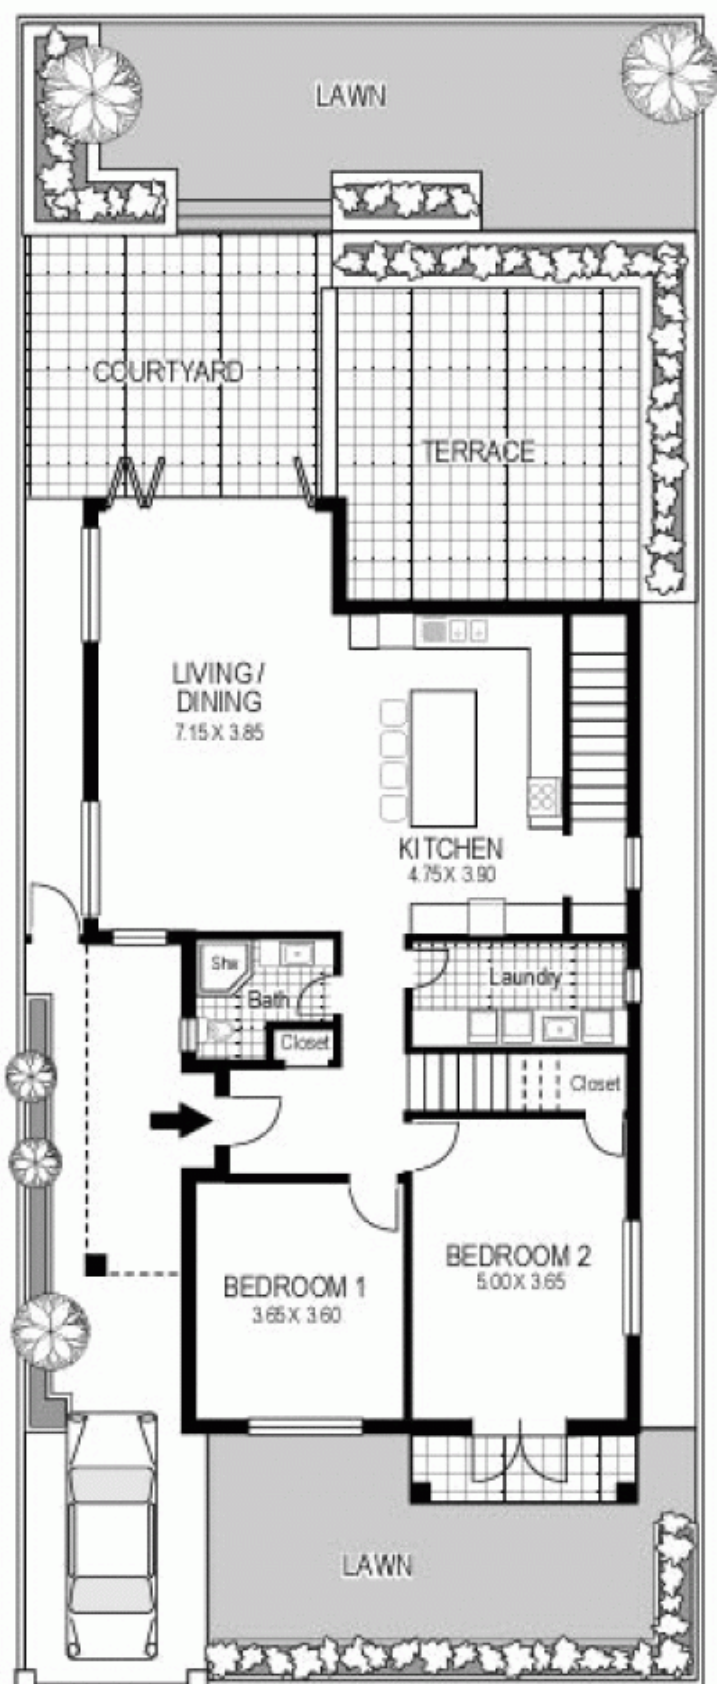 LAWN
COURTYARD
TERRACE
LIVING /
DINING
7.15 X 3.85
KITCHEN
4.75 X 3.90
Shw
Bath
Laundry
Closet
Closet
BEDROOM 1
3.65 X 3.60
BEDROOM 2
5.00 X 3.65
LAWN